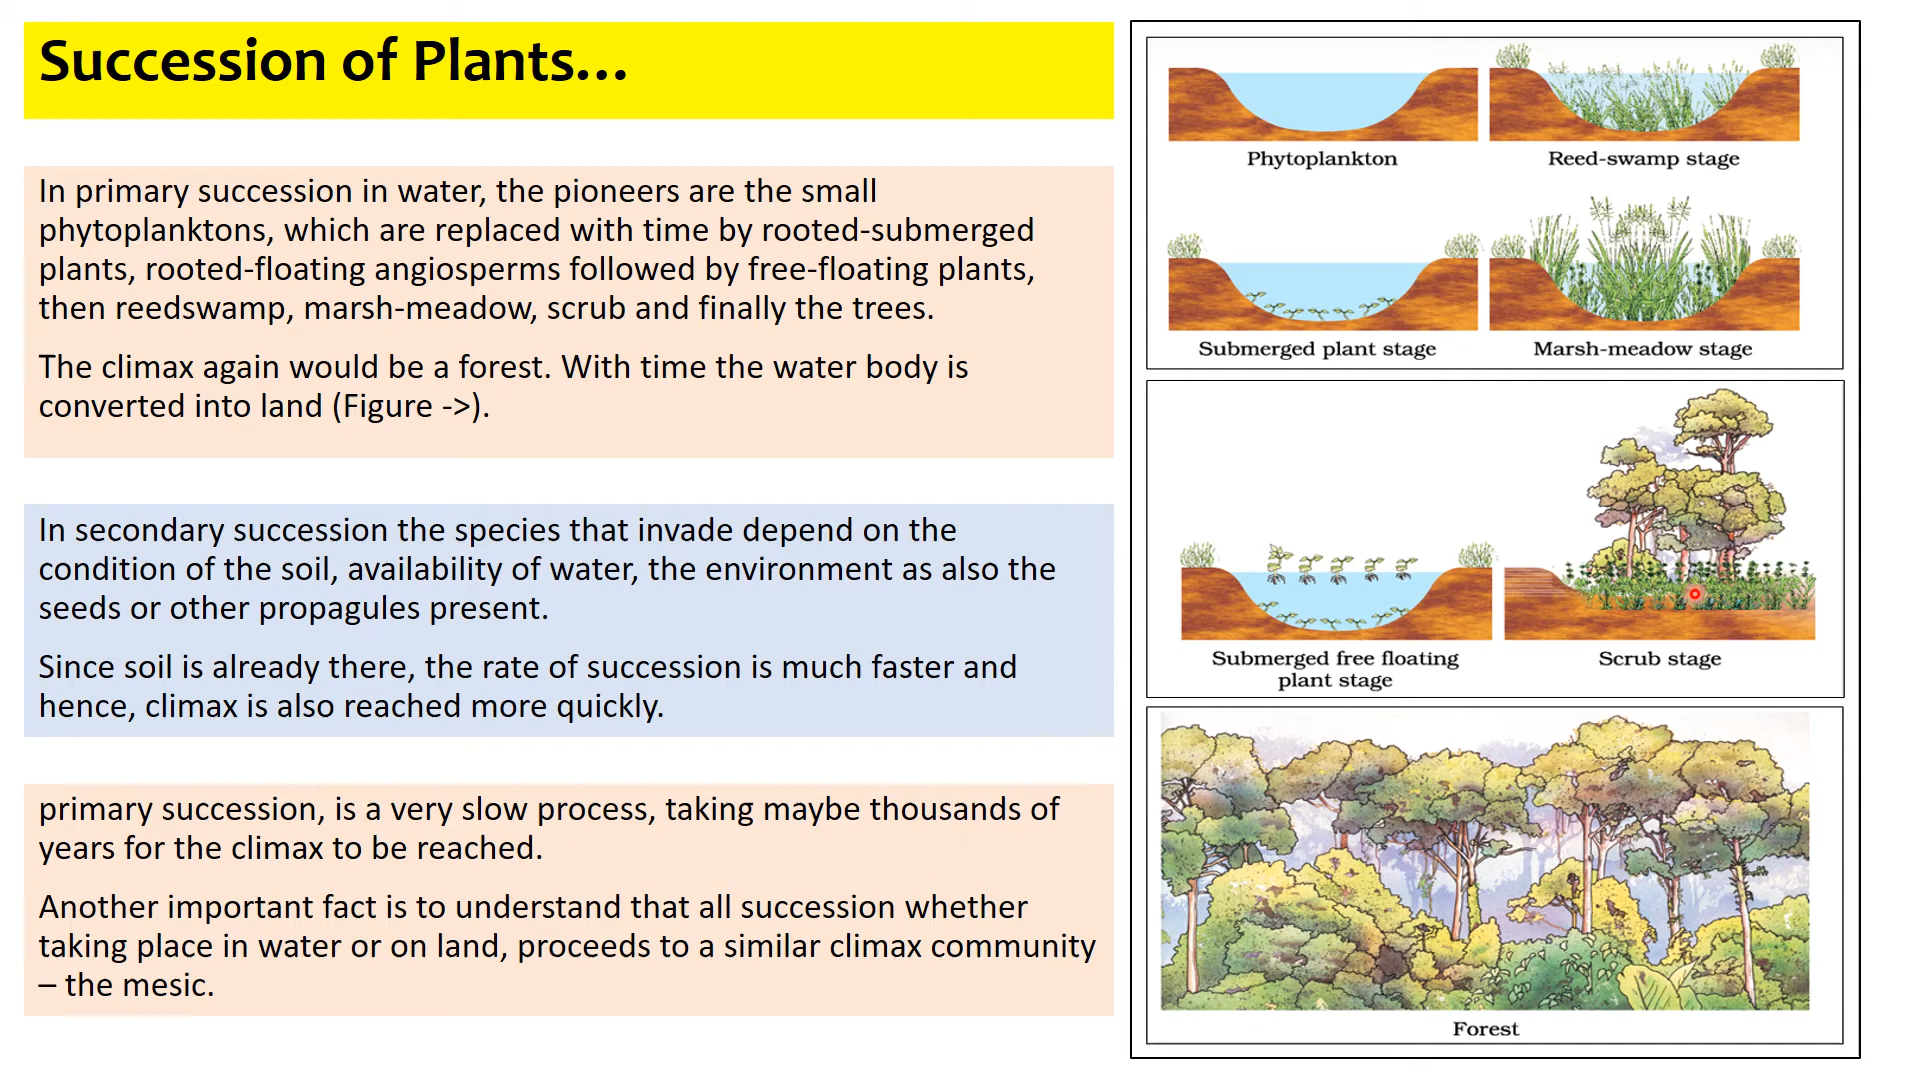 Succession of Plants...
In primary succession in water, the pioneers are the small
phytoplanktons, which are replaced with time by rooted-submerged
plants, rooted-floating angiosperms followed by free-floating plants,
then reedswamp, marsh-meadow, scrub and finally the trees.
The climax again would be a forest. With time the water body is
converted into land (Figure ->).
In secondary succession the species that invade depend on the
condition of the soil, availability of water, the environment as also the
seeds or other propagules present.
Since soil is already there, the rate of succession is much faster and
hence, climax is also reached more quickly.
primary succession, is a very slow process, taking maybe thousands of
years for the climax to be reached.
Another important fact is to understand that all succession whether
taking place in water or on land, proceeds to a similar climax community
– the mesic.
Phytoplankton
Reed-swamp stage
Submerged plant stage
Marsh-meadow stage
Submerged free floating
plant stage
Scrub stage
Forest